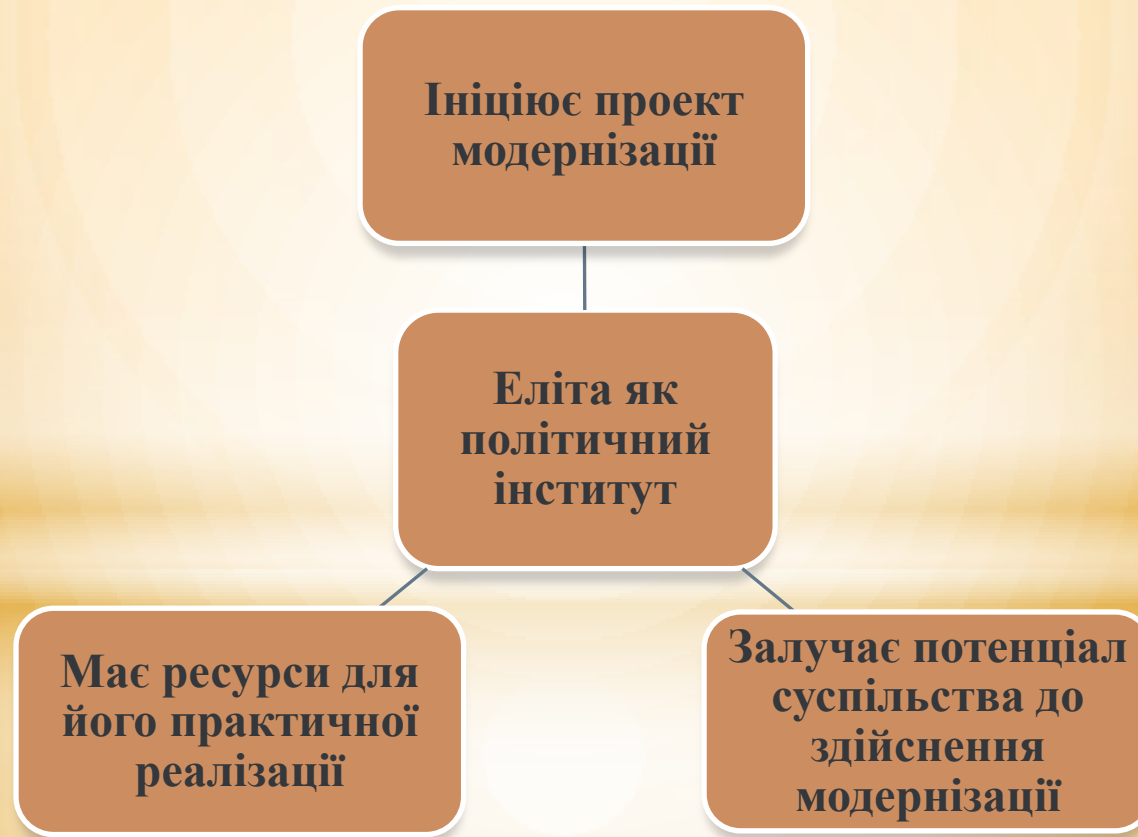 Ініціює проект
модернізації
Еліта як
політичний
інститут
Має ресурси для
його практичної
реалізації
Залучає потенціал
суспільства до
здійснення
модернізації